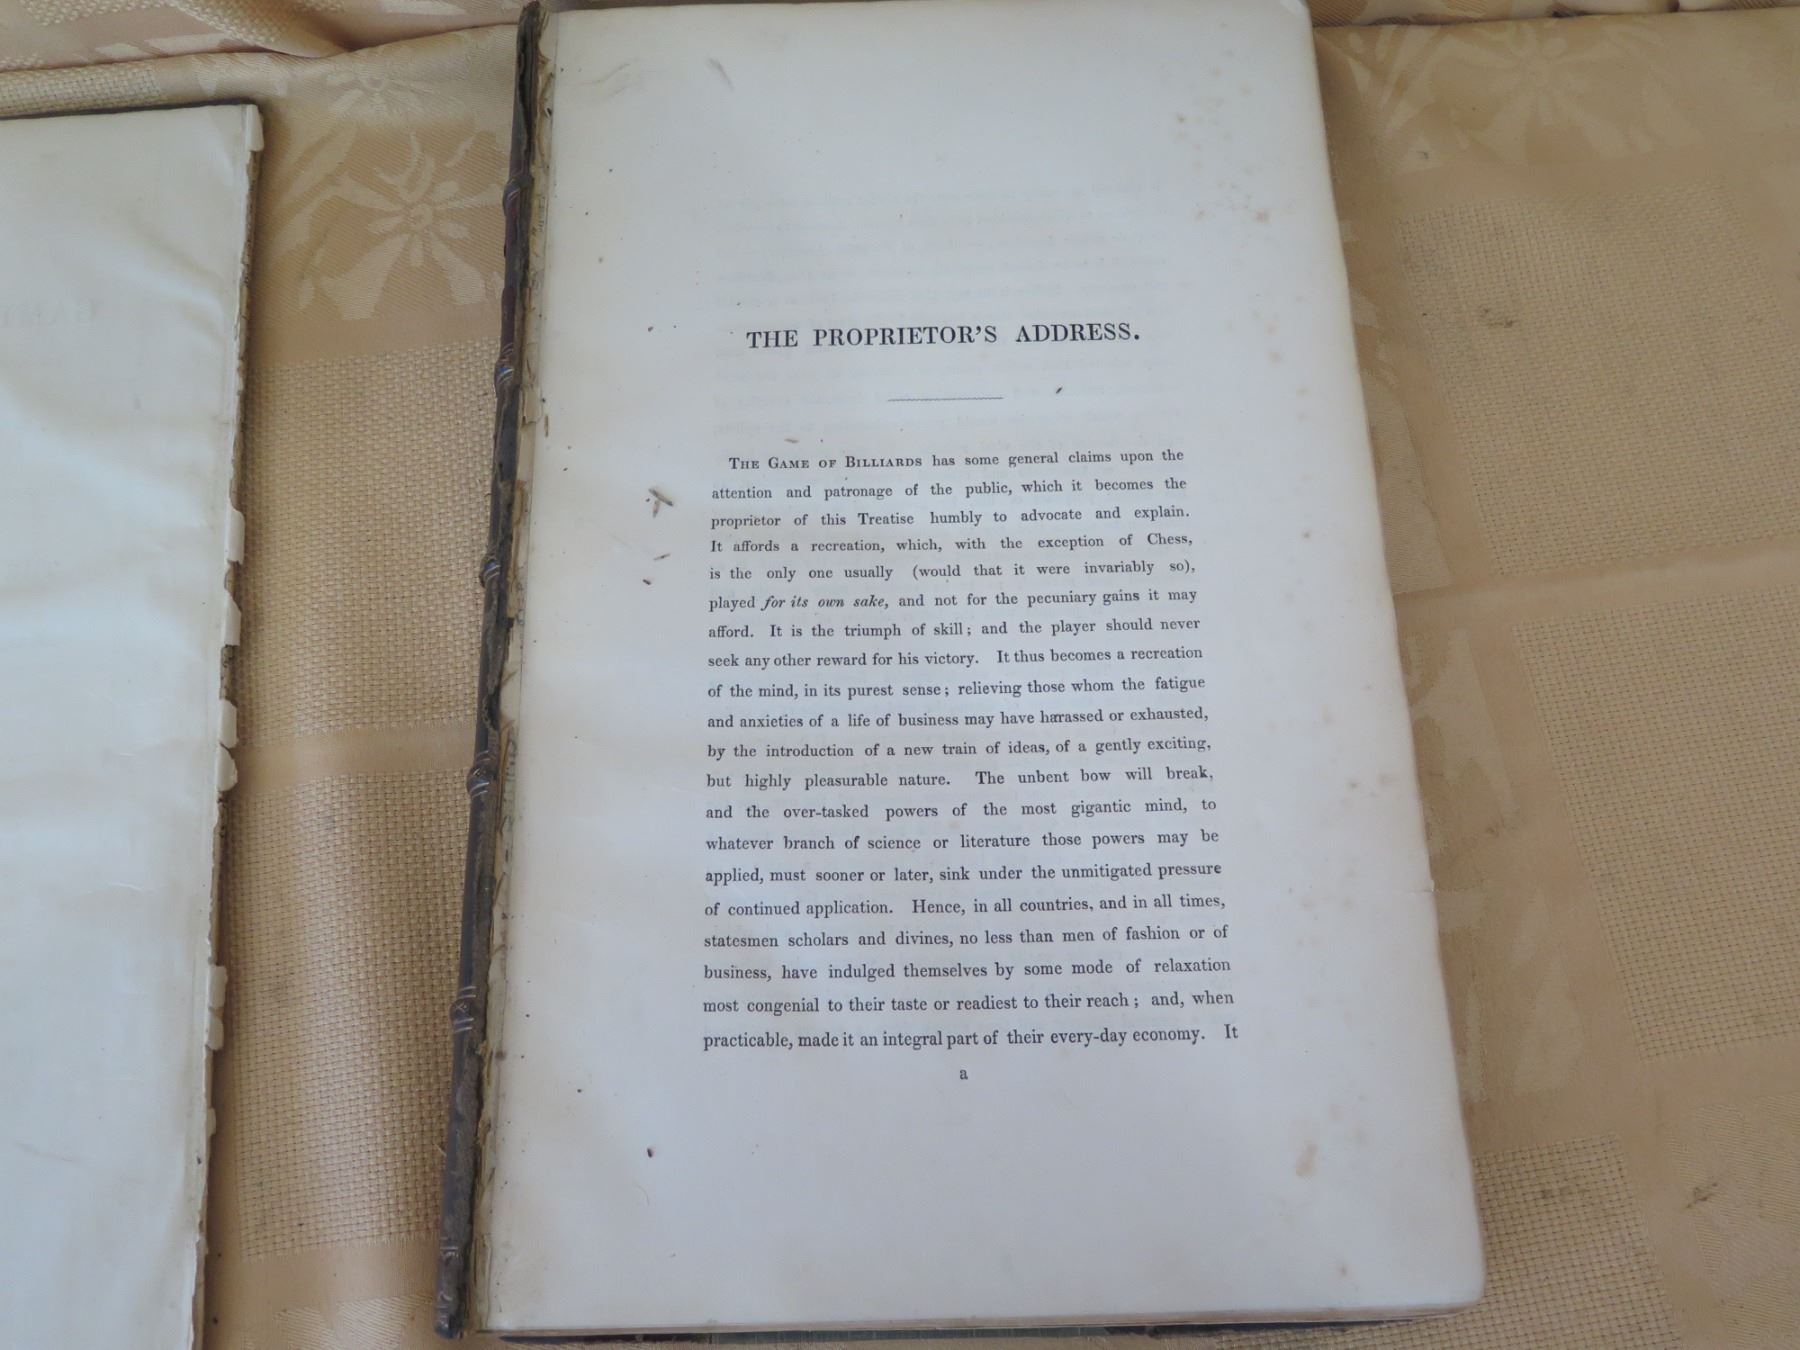 THE PROPRIETOR'S ADDRESS.
THE GAME OF BILLIARDS has some general claims upon the
attention and patronage of the public, which it becomes the
proprietor of this Treatise humbly to advocate and explain.
It affords a recreation, which, with the exception of Chess,
is the only one usually (would that it were invariably so),
played for its own sake, and not for the pecuniary gains it may
afford. It is the triumph of skill; and the player should never
seek any other reward for his victory. It thus becomes a recreation
of the mind, in its purest sense; relieving those whom the fatigue
and anxieties of a life of business may have harrassed or exhausted,
by the introduction of a new train of ideas, of a gently exciting,
but highly pleasurable nature. The unbent bow will break,
and the over-tasked powers of the most gigantic mind, to
whatever branch of science or literature those powers may be
applied, must sooner or later, sink under the unmitigated pressure
of continued application. Hence, in all countries, and in all times,
statesmen scholars and divines, no less than men of fashion or of
business, have indulged themselves by some mode of relaxation
most congenial to their taste or readiest to their reach; and, when
practicable, made it an integral part of their every-day economy. It
a